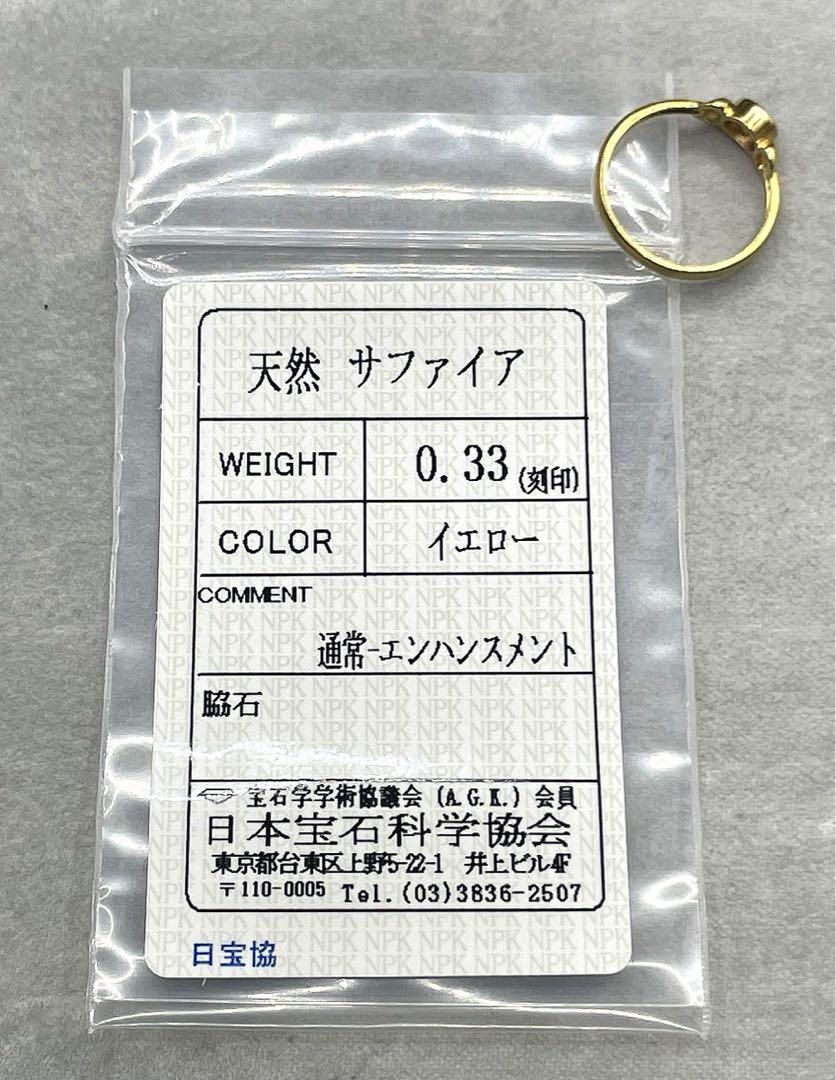 天然 サファイア
WEIGHT 0.33 (刻印)
COLOR イエロー
COMMENT
通常-エンハンスメント
脇石
宝石学学術協議会 (A.G.K.) 会員
日本宝石科学協会
東京都台東区上野5-22-1 井上ビル4F
〒110-0005 Tel.(03)3836-2507
日宝協
NPK